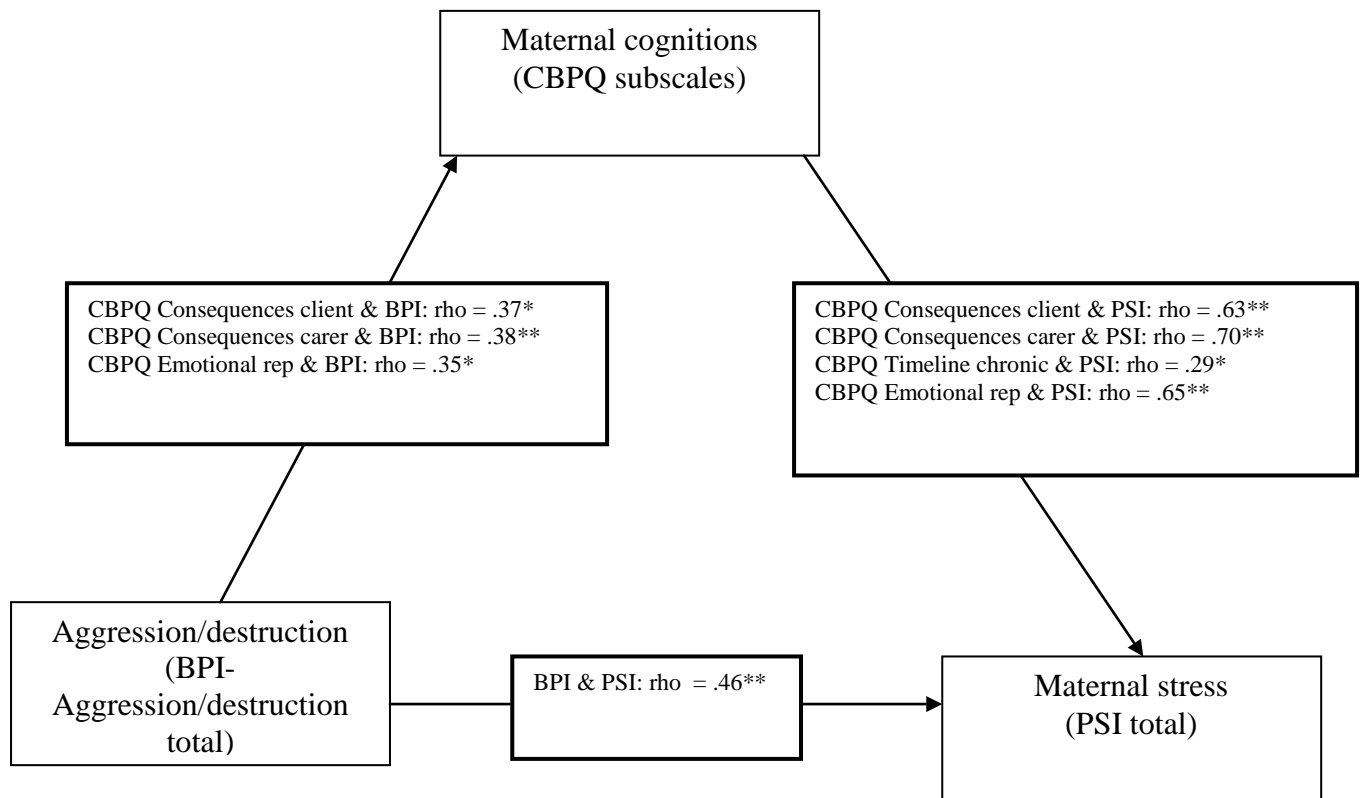 Maternal cognitions
(CBPQ subscales)
CBPQ Consequences client & BPI: rho = .37*
CBPQ Consequences carer & BPI: rho = .38**
CBPQ Emotional rep & BPI: rho = .35*
CBPQ Consequences client & PSI: rho = .63**
CBPQ Consequences carer & PSI: rho = .70**
CBPQ Timeline chronic & PSI: rho = .29*
CBPQ Emotional rep & PSI: rho = .65**
Aggression/destruction
(BPI-
Aggression/destruction
total)
BPI & PSI: rho = .46**
Maternal stress
(PSI total)